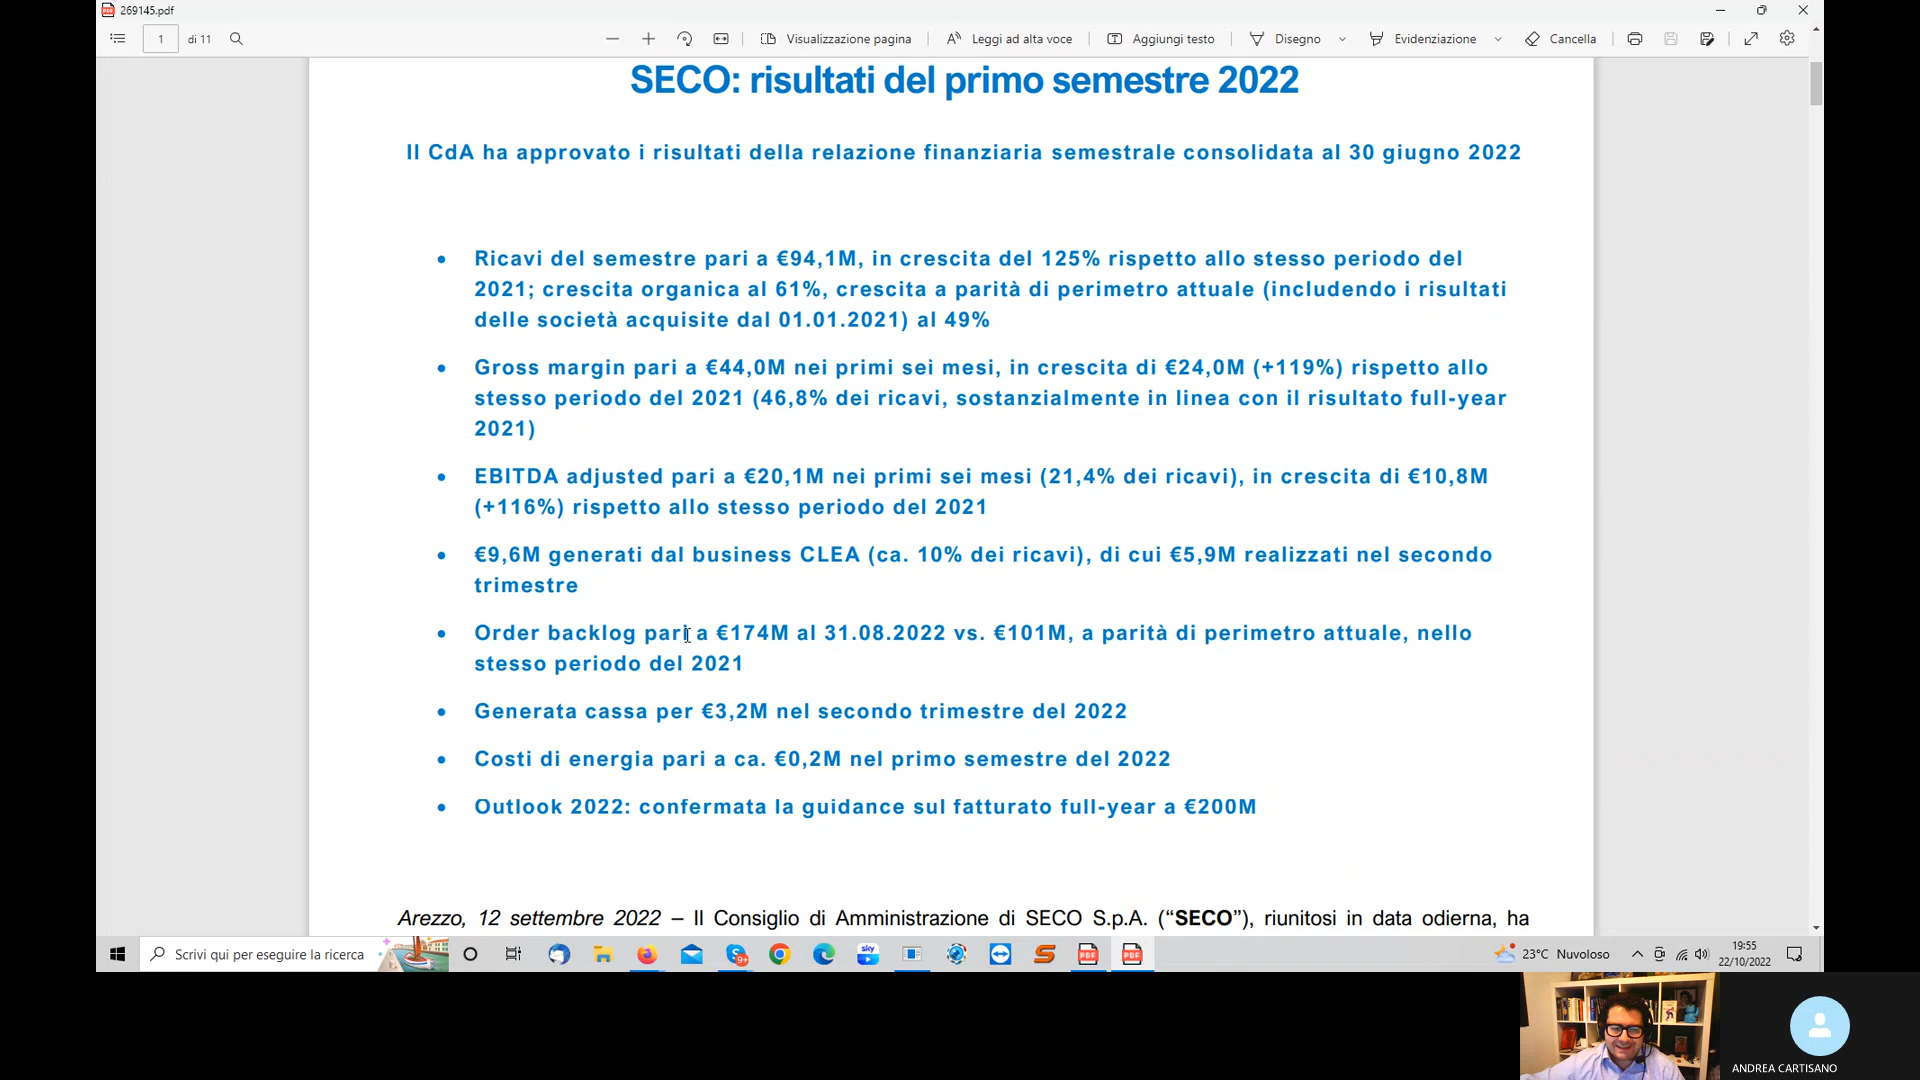 269145.pdf
1 di 11
Visualizzazione pagina
Leggi ad alta voce
Aggiungi testo
Disegno
Evidenziazione
Cancella
SECO: risultati del primo semestre 2022
Il CdA ha approvato i risultati della relazione finanziaria semestrale consolidata al 30 giugno 2022
• Ricavi del semestre pari a €94,1M, in crescita del 125% rispetto allo stesso periodo del
2021; crescita organica al 61%, crescita a parità di perimetro attuale (includendo i risultati
delle società acquisite dal 01.01.2021) al 49%
• Gross margin pari a €44,0M nei primi sei mesi, in crescita di €24,0M (+119%) rispetto allo
stesso periodo del 2021 (46,8% dei ricavi, sostanzialmente in linea con il risultato full-year
2021)
• EBITDA adjusted pari a €20,1M nei primi sei mesi (21,4% dei ricavi), in crescita di €10,8M
(+116%) rispetto allo stesso periodo del 2021
• €9,6M generati dal business CLEA (ca. 10% dei ricavi), di cui €5,9M realizzati nel secondo
trimestre
• Order backlog pari a €174M al 31.08.2022 vs. €101M, a parità di perimetro attuale, nello
stesso periodo del 2021
• Generata cassa per €3,2M nel secondo trimestre del 2022
• Costi di energia pari a ca. €0,2M nel primo semestre del 2022
• Outlook 2022: confermata la guidance sul fatturato full-year a €200M
Arezzo, 12 settembre 2022 – Il Consiglio di Amministrazione di SECO S.p.A. (“SECO”), riunitosi in data odierna, ha
Scrivi qui per eseguire la ricerca
9+
sky
PDF
PDF
23°C Nuvoloso
19:55
22/10/2022
ANDREA CARTISANO